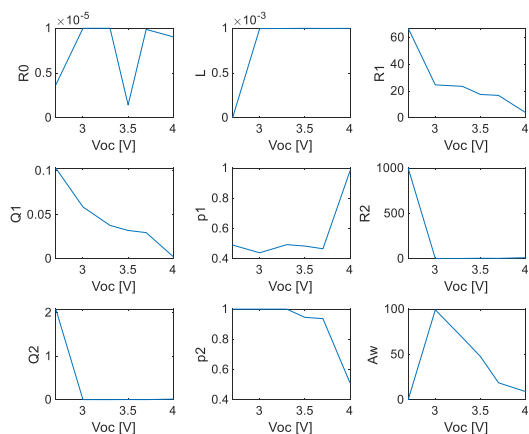 ×10⁻⁵
1
0.5
0
R0
3 3.5 4
Voc [V]
×10⁻³
1
0.5
0
L
3 3.5 4
Voc [V]
60
40
20
0
R1
3 3.5 4
Voc [V]
0.1
0.05
0
Q1
3 3.5 4
Voc [V]
1
0.8
0.6
0.4
p1
3 3.5 4
Voc [V]
1000
500
0
R2
3 3.5 4
Voc [V]
2
1
0
Q2
3 3.5 4
Voc [V]
1
0.8
0.6
0.4
p2
3 3.5 4
Voc [V]
100
50
0
Aw
3 3.5 4
Voc [V]